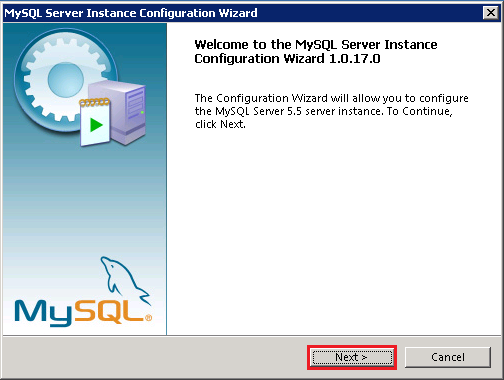 MySQL Server Instance Configuration Wizard
Welcome to the MySQL Server Instance
Configuration Wizard 1.0.17.0
The Configuration Wizard will allow you to configure
the MySQL Server 5.5 server instance. To Continue,
click Next.
MySQL®
Next >
Cancel